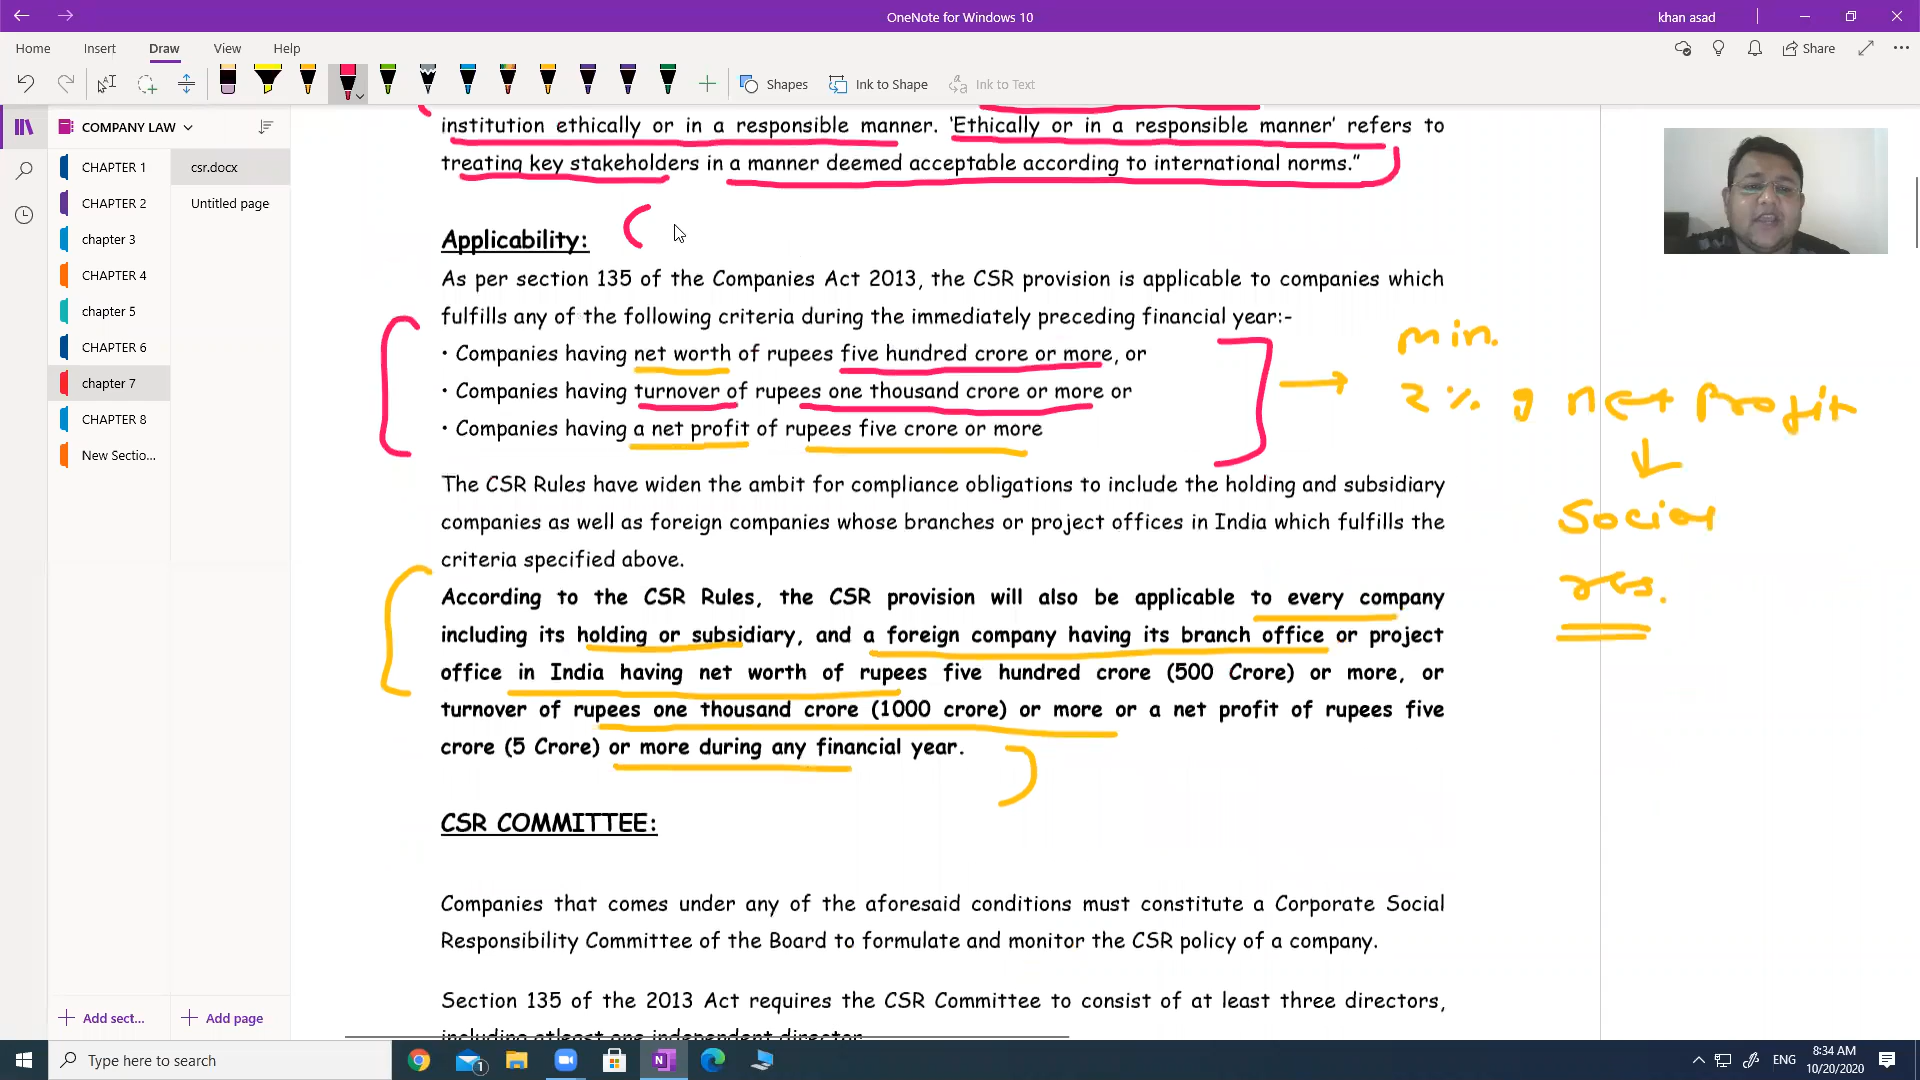 OneNote for Windows 10
khan asad
Home Insert Draw View Help
Share
Shapes Ink to Shape Ink to Text
COMPANY LAW
CHAPTER 1
CHAPTER 2
chapter 3
CHAPTER 4
chapter 5
CHAPTER 6
chapter 7
CHAPTER 8
New Sectio...
csr.docx
Untitled page
institution ethically or in a responsible manner. ‘Ethically or in a responsible manner’ refers to
treating key stakeholders in a manner deemed acceptable according to international norms.”
Applicability:
As per section 135 of the Companies Act 2013, the CSR provision is applicable to companies which
fulfills any of the following criteria during the immediately preceding financial year:-
• Companies having net worth of rupees five hundred crore or more, or
• Companies having turnover of rupees one thousand crore or more or
• Companies having a net profit of rupees five crore or more
min.
2 % g net Profit
Social
res.
The CSR Rules have widen the ambit for compliance obligations to include the holding and subsidiary
companies as well as foreign companies whose branches or project offices in India which fulfills the
criteria specified above.
According to the CSR Rules, the CSR provision will also be applicable to every company
including its holding or subsidiary, and a foreign company having its branch office or project
office in India having net worth of rupees five hundred crore (500 Crore) or more, or
turnover of rupees one thousand crore (1000 crore) or more or a net profit of rupees five
crore (5 Crore) or more during any financial year.
CSR COMMITTEE:
Companies that comes under any of the aforesaid conditions must constitute a Corporate Social
Responsibility Committee of the Board to formulate and monitor the CSR policy of a company.
Section 135 of the 2013 Act requires the CSR Committee to consist of at least three directors,
including atleast one independent director
Add sect... Add page
Type here to search
1
ENG
8:34 AM
10/20/2020